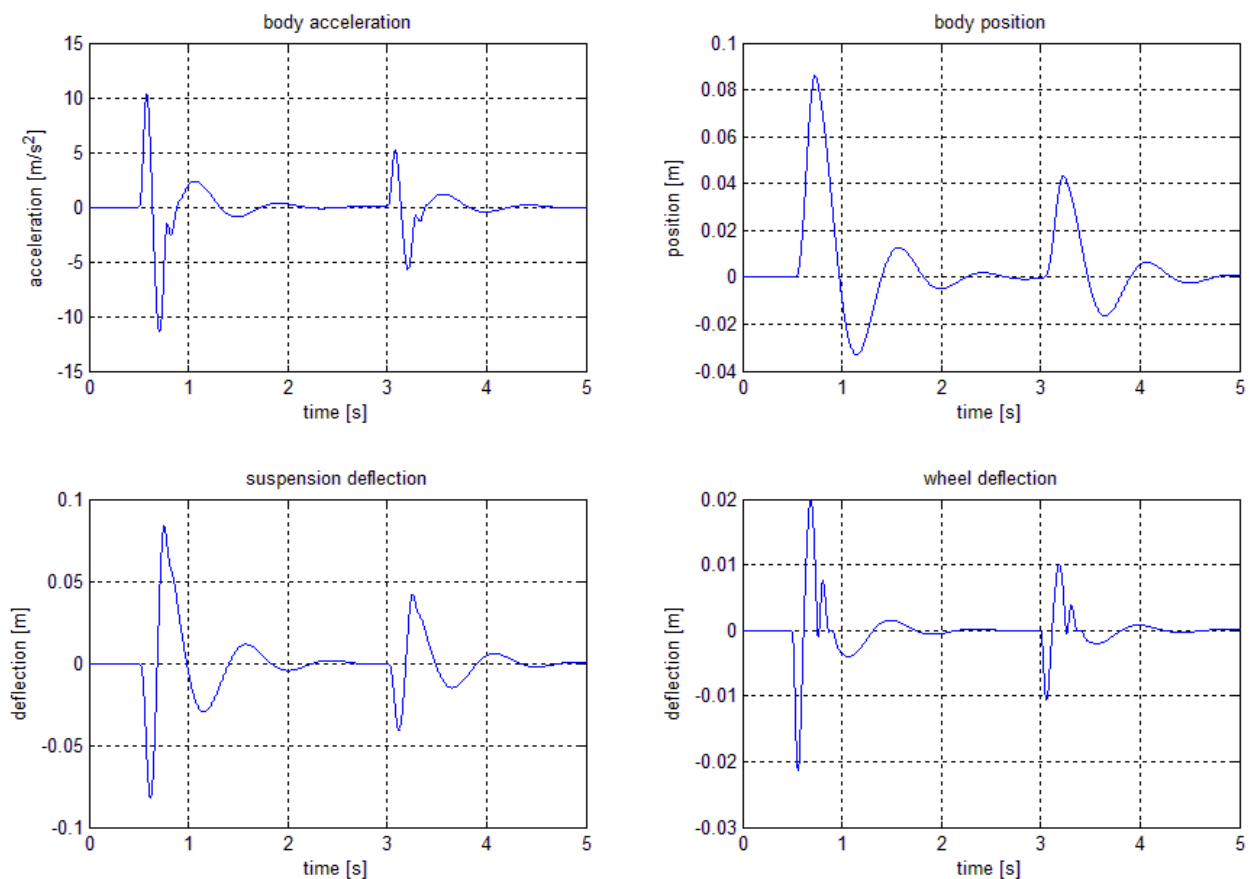 body acceleration
15
10
5
0
-5
-10
-15
acceleration [m/s²]
0 1 2 3 4 5
time [s]
body position
0.1
0.08
0.06
0.04
0.02
0
-0.02
-0.04
position [m]
0 1 2 3 4 5
time [s]
suspension deflection
0.1
0.05
0
-0.05
-0.1
deflection [m]
0 1 2 3 4 5
time [s]
wheel deflection
0.02
0.01
0
-0.01
-0.02
-0.03
deflection [m]
0 1 2 3 4 5
time [s]